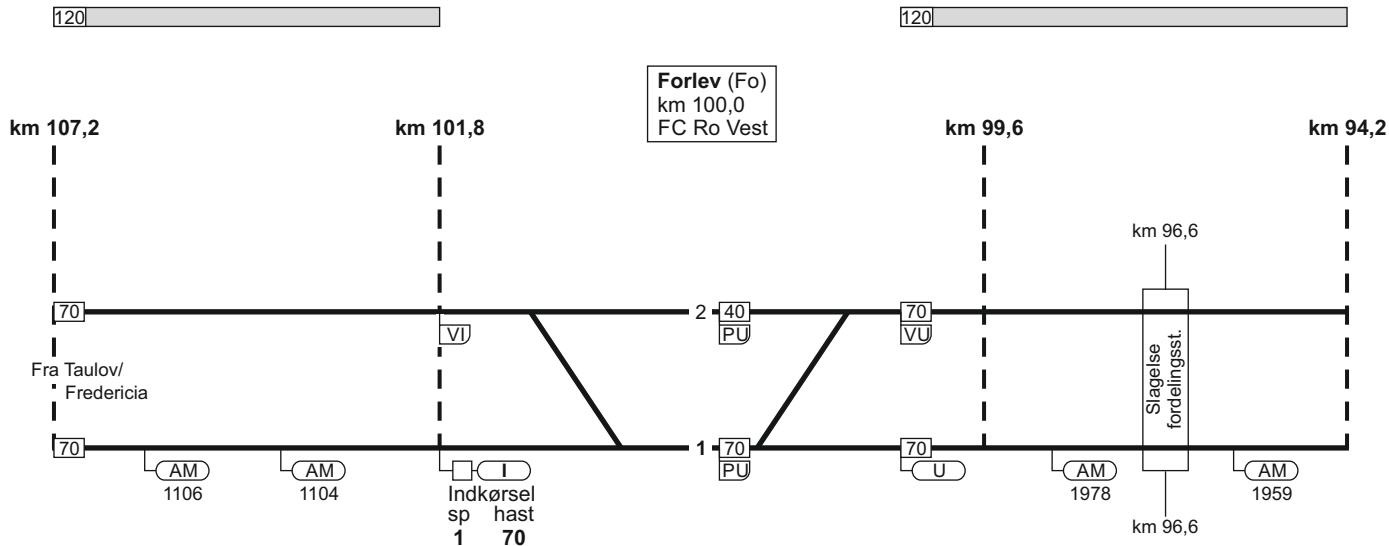 120
120
Forlev (Fo)
km 100,0
FC Ro Vest
km 107,2
km 101,8
km 99,6
km 94,2
km 96,6
70
2
40
70
VI
PU
VU
Slagelse
fordelingsst.
Fra Taulov/
Fredericia
70
1
70
70
AM
1106
AM
1104
I
Indkørsel
sp hast
1 70
PU
U
AM
1978
AM
1959
km 96,6